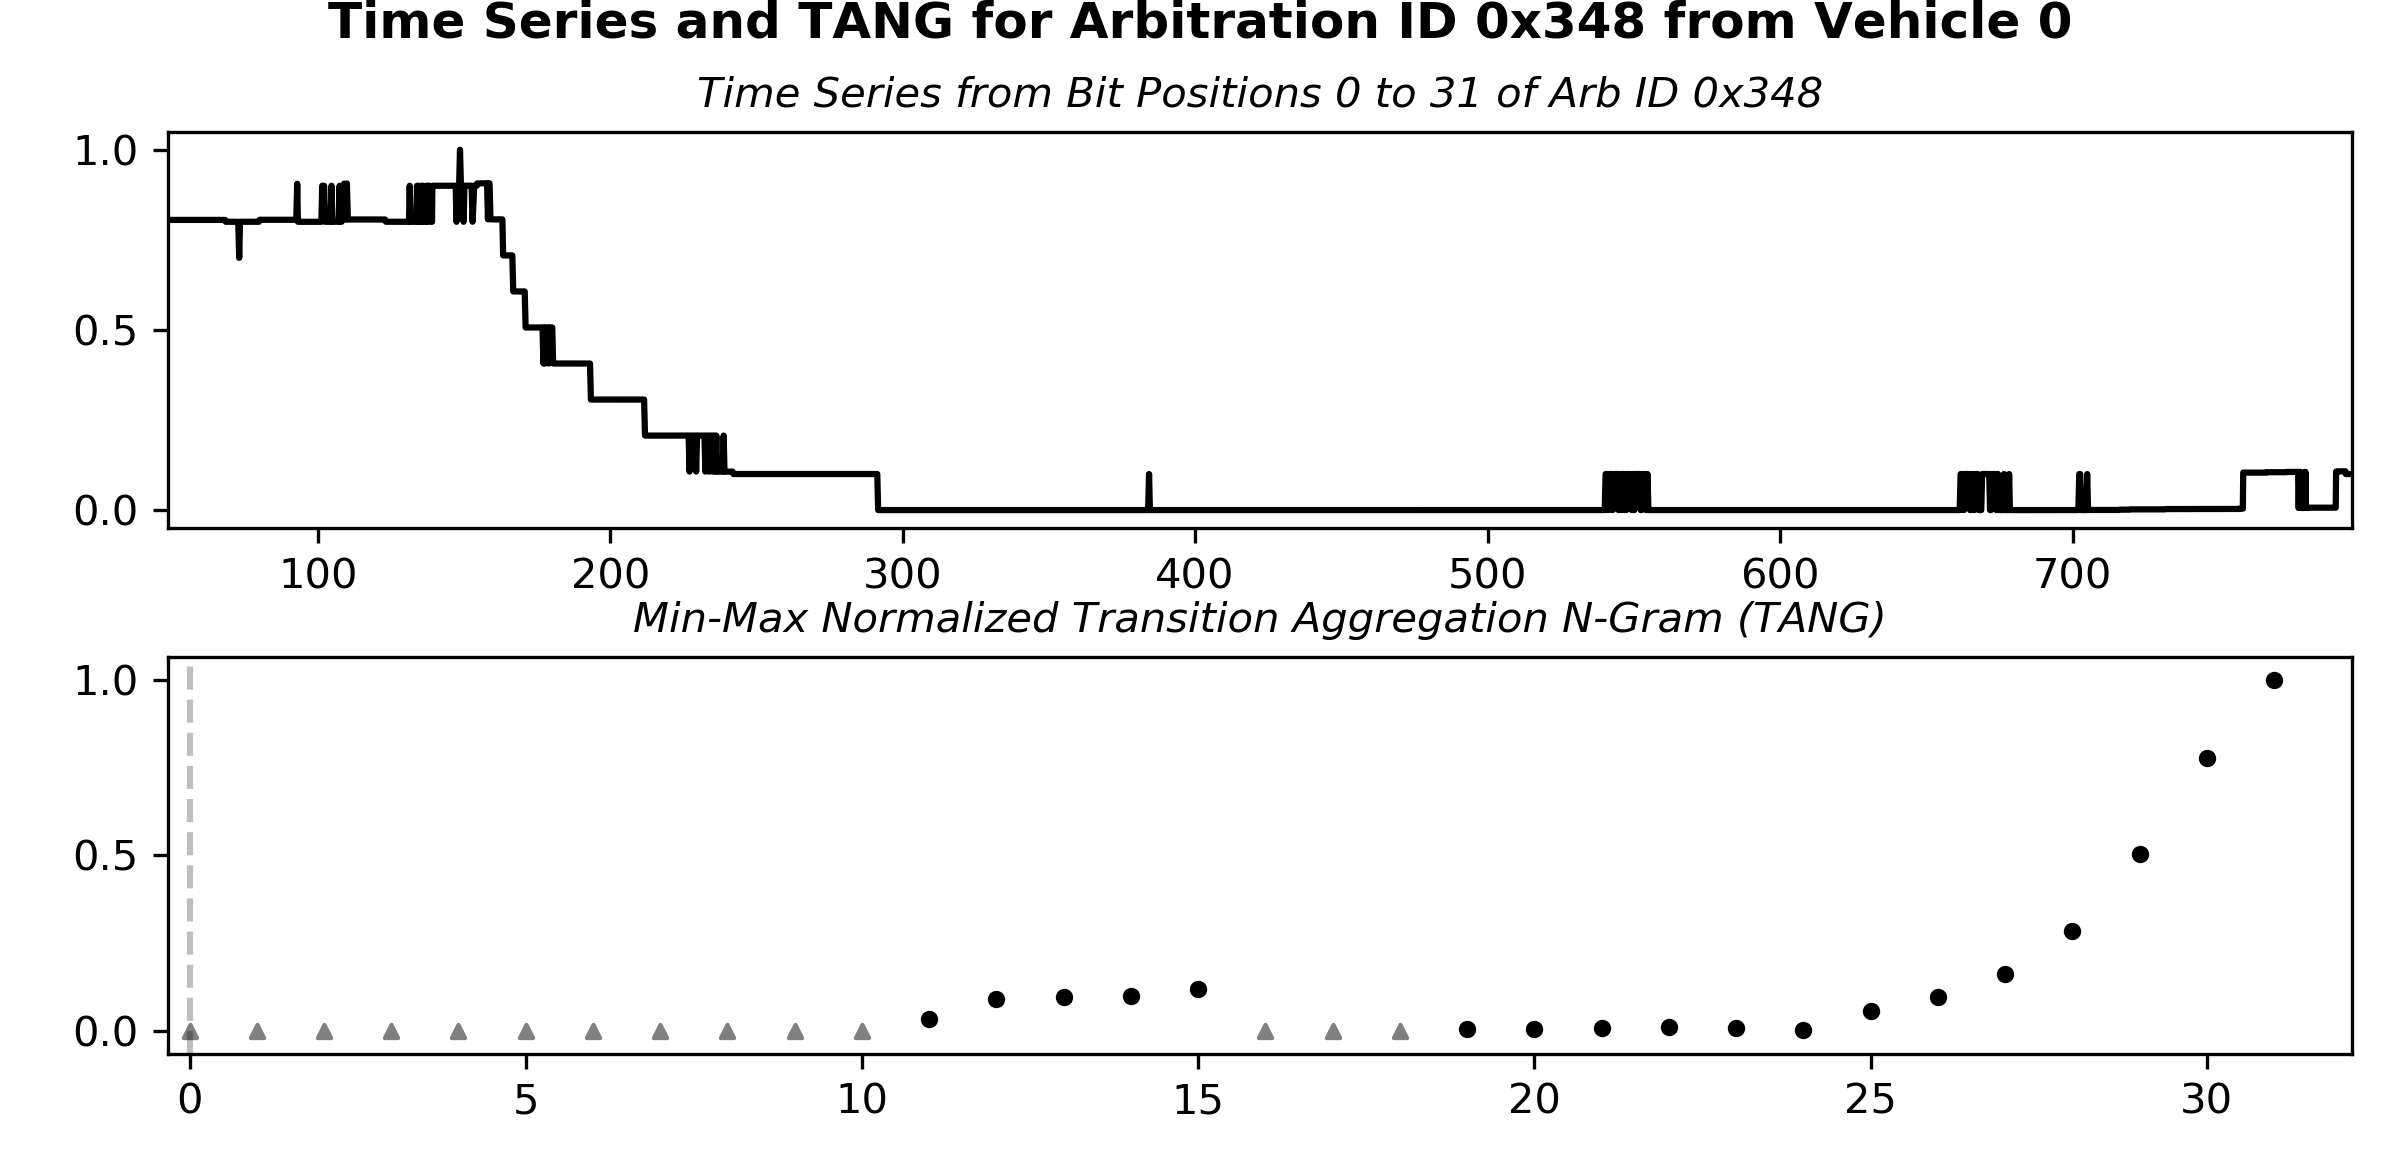 Time Series and TANG for Arbitration ID 0x348 from Vehicle 0
Time Series from Bit Positions 0 to 31 of Arb ID 0x348
1.0
0.5
0.0
100 200 300 400 500 600 700
Min-Max Normalized Transition Aggregation N-Gram (TANG)
1.0
0.5
0.0
0 5 10 15 20 25 30